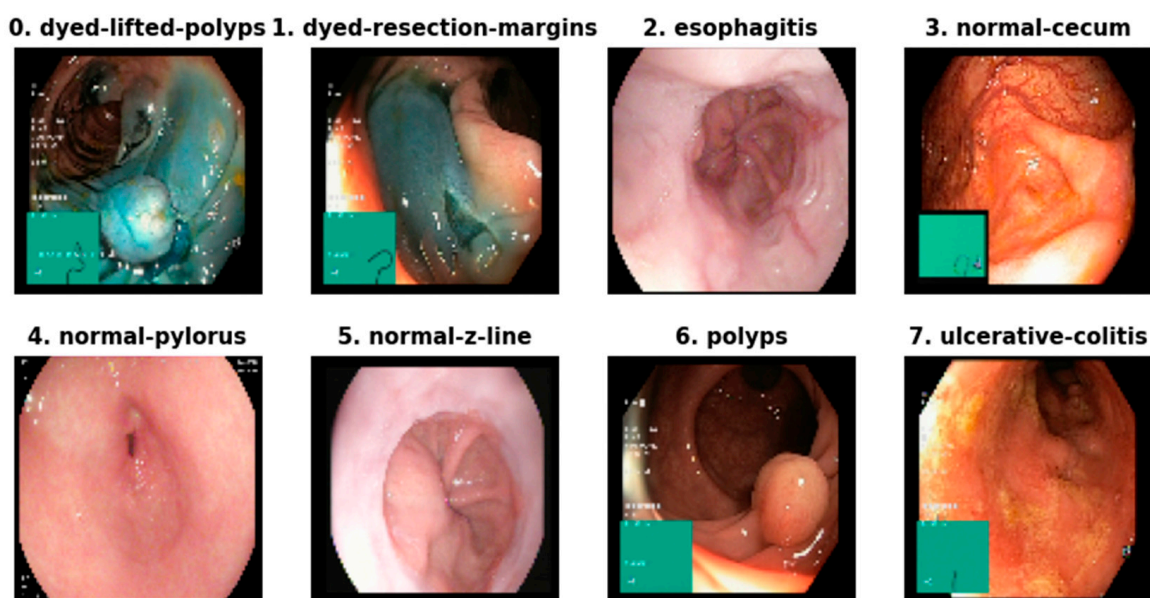 0. dyed-lifted-polyps
1. dyed-resection-margins
2. esophagitis
3. normal-cecum
4. normal-pylorus
5. normal-z-line
6. polyps
7. ulcerative-colitis